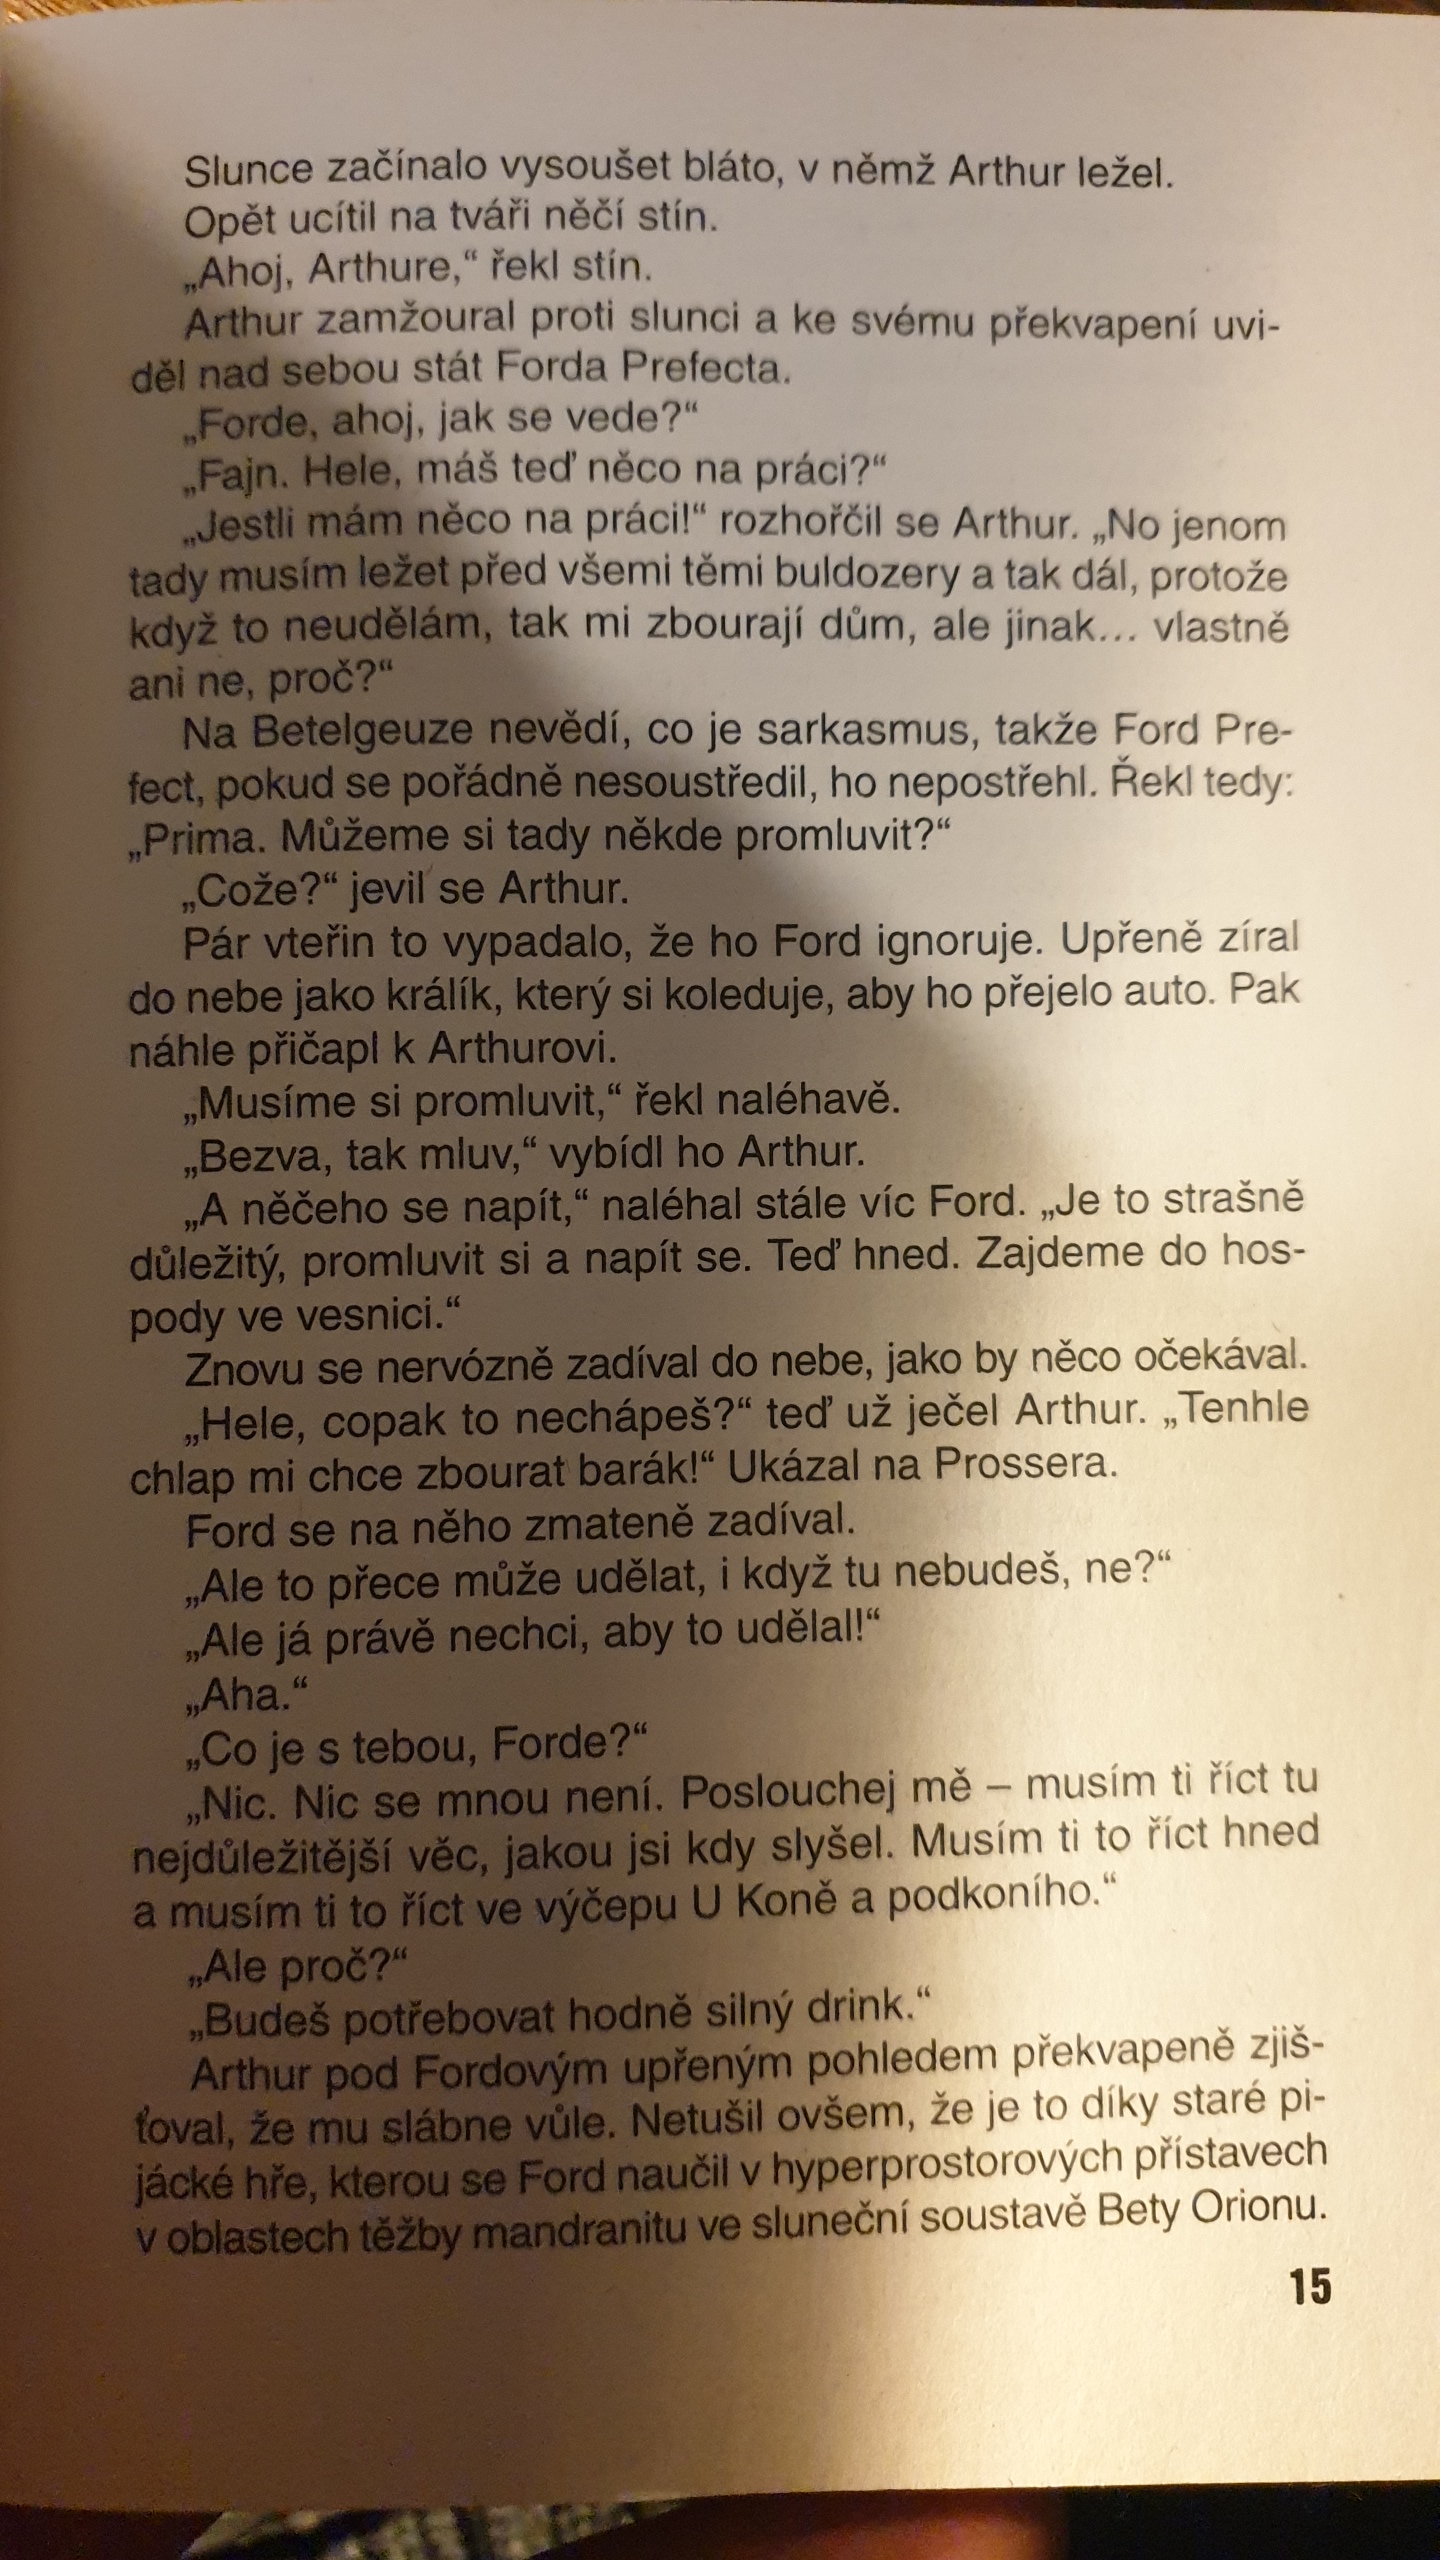 Slunce začínalo vysoušet bláto, v němž Arthur ležel.
Opět ucítil na tváři něčí stín.
„Ahoj, Arthure,“ řekl stín.
Arthur zamžoural proti slunci a ke svému překvapení uvi-
děl nad sebou stát Forda Prefecta.
„Forde, ahoj, jak se vede?“
„Fajn. Hele, máš teď něco na práci?“
„Jestli mám něco na práci!“ rozhořčil se Arthur. „No jenom
tady musím ležet před všemi těmi buldozery a tak dál, protože
když to neudělám, tak mi zbourají dům, ale jinak... vlastně
ani ne, proč?“
Na Betelgeuze nevědí, co je sarkasmus, takže Ford Pre-
fect, pokud se pořádně nesoustředil, ho nepostřehl. Řekl tedy:
„Prima. Můžeme si tady někde promluvit?“
„Cože?“ jevil se Arthur.
Pár vteřin to vypadalo, že ho Ford ignoruje. Upřeně zíral
do nebe jako králík, který si koleduje, aby ho přejelo auto. Pak
náhle přičapl k Arthurovi.
„Musíme si promluvit,“ řekl naléhavě.
„Bezva, tak mluv,“ vybídl ho Arthur.
„A něčeho se napít,“ naléhal stále víc Ford. „Je to strašně
důležitý, promluvit si a napít se. Teď hned. Zajdeme do hos-
pody ve vesnici.“
Znovu se nervózně zadíval do nebe, jako by něco očekával.
„Hele, copak to nechápeš?“ teď už ječel Arthur. „Tenhle
chlap mi chce zbourat barák!“ Ukázal na Prossera.
Ford se na něho zmateně zadíval.
„Ale to přece může udělat, i když tu nebudeš, ne?“
„Ale já právě nechci, aby to udělal!“
„Aha.“
„Co je s tebou, Forde?“
„Nic. Nic se mnou není. Poslouchej mě – musím ti říct tu
nejdůležitější věc, jakou jsi kdy slyšel. Musím ti to říct hned
a musím ti to říct ve výčepu U Koně a podkoního.“
„Ale proč?“
„Budeš potřebovat hodně silný drink.“
Arthur pod Fordovým upřeným pohledem překvapeně zjiš-
ťoval, že mu slábne vůle. Netušil ovšem, že je to díky staré pi-
jácké hře, kterou se Ford naučil v hyperprostorových přístavech
v oblastech těžby mandranitu ve sluneční soustavě Bety Orionu.
15